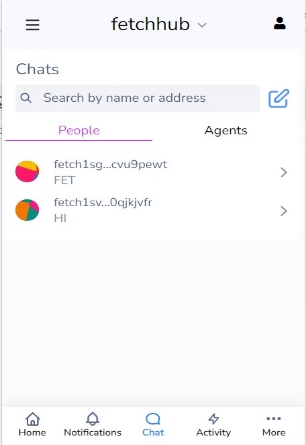 fetchhub
Chats
Search by name or address
People Agents
fetch1sg...cvu9pewt
FET
fetch1sv...0qjkjvfr
HI
Home Notifications Chat Activity More